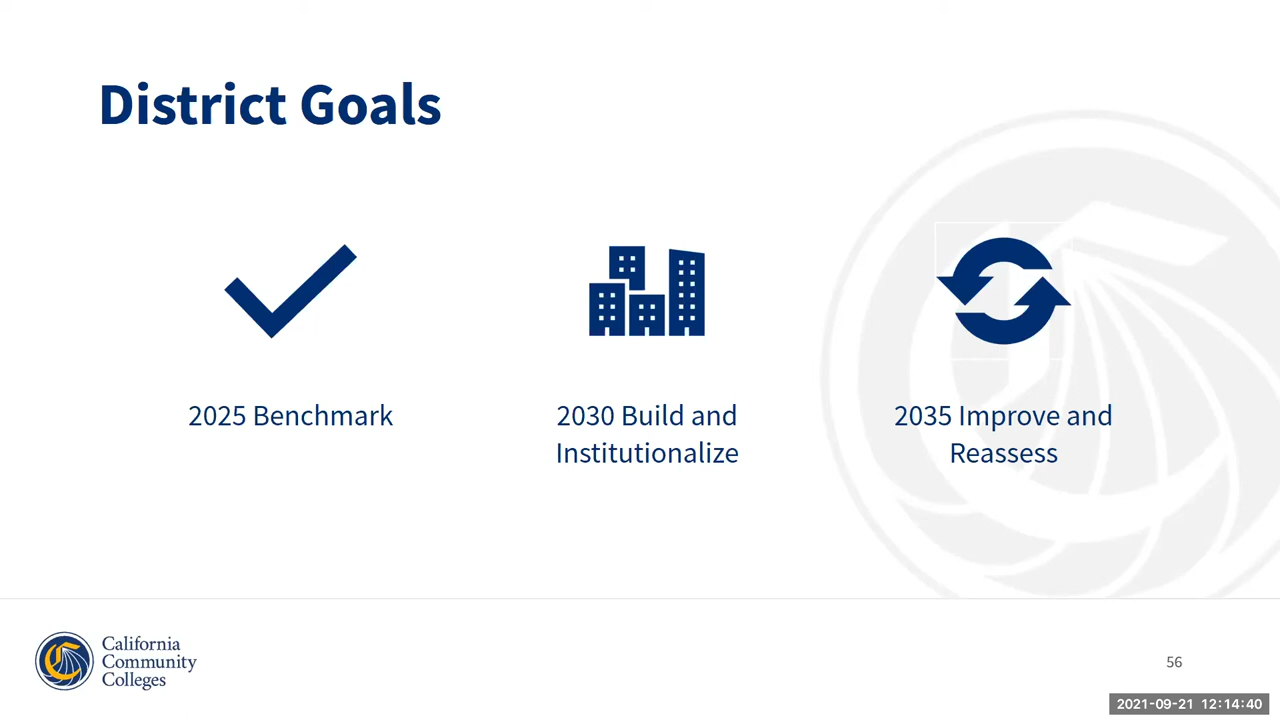 District Goals
2025 Benchmark
2030 Build and
Institutionalize
2035 Improve and
Reassess
California
Community
Colleges
56
2021-09-21 12:14:40